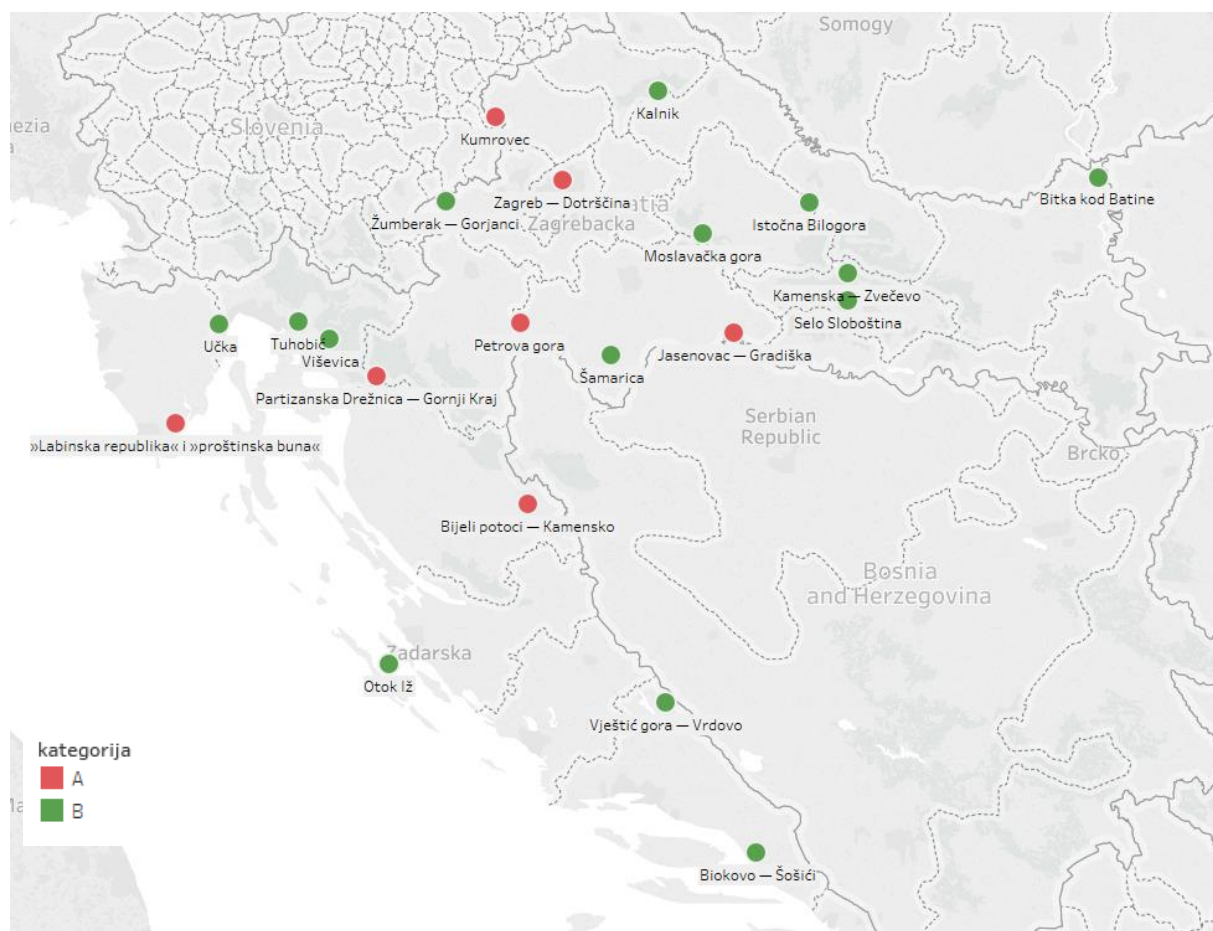 Somogy
Kalnik
Slovenia
Kumrovec
Bitka kod Batine
Zagreb — Dotrščina
Žumberak — Gorjanci
Zagrebacka
Istočna Bilogora
Moslavačka gora
Kamenska — Zvečevo
Selo Sloboština
Učka
Tuhobić
Viševica
Petrova gora
Jasenovac — Gradiška
Šamarica
Partizanska Drežnica — Gornji Kraj
Serbian
Republic
»Labinska republika« i »proštinska buna«
Brcko
Bijeli potoci — Kamensko
Bosnia
and Herzegovina
Zadarska
Otok Iž
Vještić gora — Vrdovo
kategorija
A
B
Biokovo — Šošići